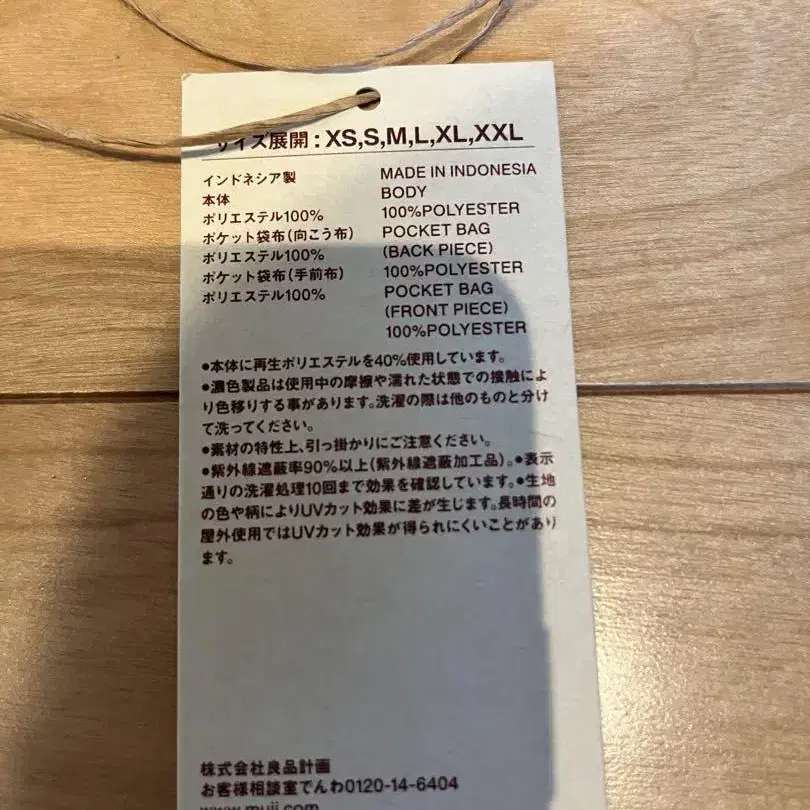 サイズ展開:XS,S,M,L,XL,XXL
インドネシア製
本体
ポリエステル100%
ポケット袋布(向こう布)
ポリエステル100%
ポケット袋布(手前布)
ポリエステル100%
MADE IN INDONESIA
BODY
100%POLYESTER
POCKET BAG
(BACK PIECE)
100%POLYESTER
POCKET BAG
(FRONT PIECE)
100%POLYESTER
●本体に再生ポリエステルを40%使用しています。
●濃色製品は使用中の摩擦や濡れた状態での接触によ
り色移りする事があります。洗濯の際は他のものと分け
て洗ってください。
●素材の特性上、引っ掛かりにご注意ください。
●紫外線遮蔽率90%以上(紫外線遮蔽加工品)。●表示
通りの洗濯処理10回まで効果を確認しています。●生地
の色や柄によりUVカット効果に差が生じます。長時間の
屋外使用ではUVカット効果が得られにくいことがあり
ます。
株式会社良品計画
お客様相談室でんわ0120-14-6404
www.muji.com